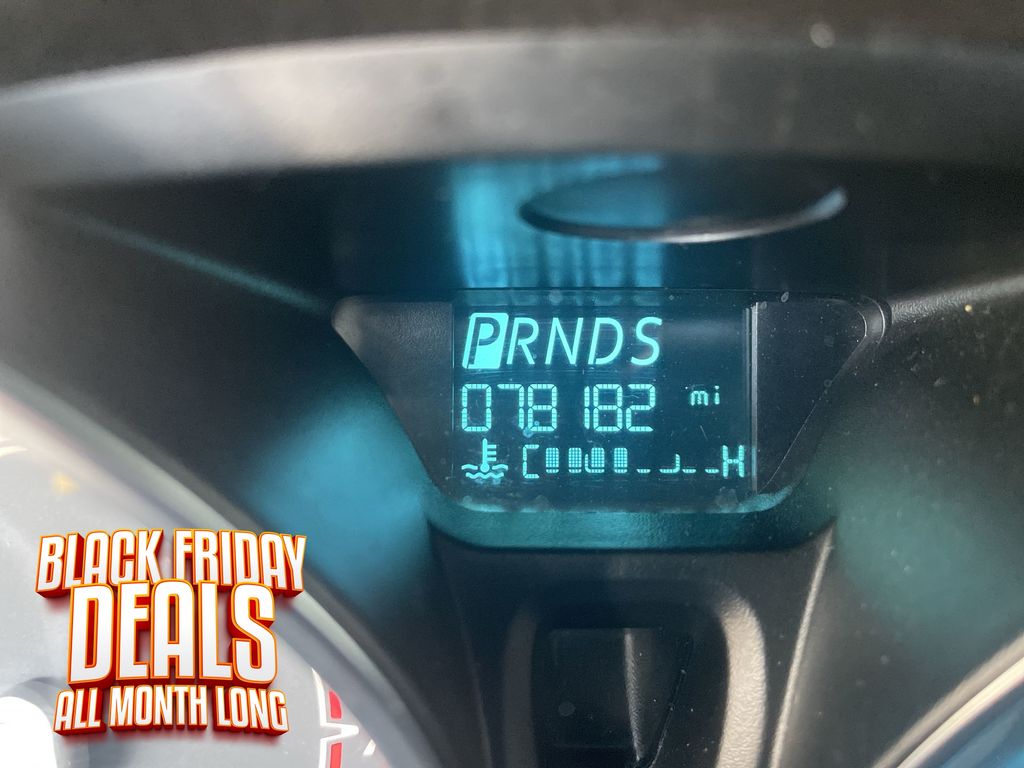 PRNDS
078182 mi
C H
BLACK FRIDAY
DEALS
ALL MONTH LONG